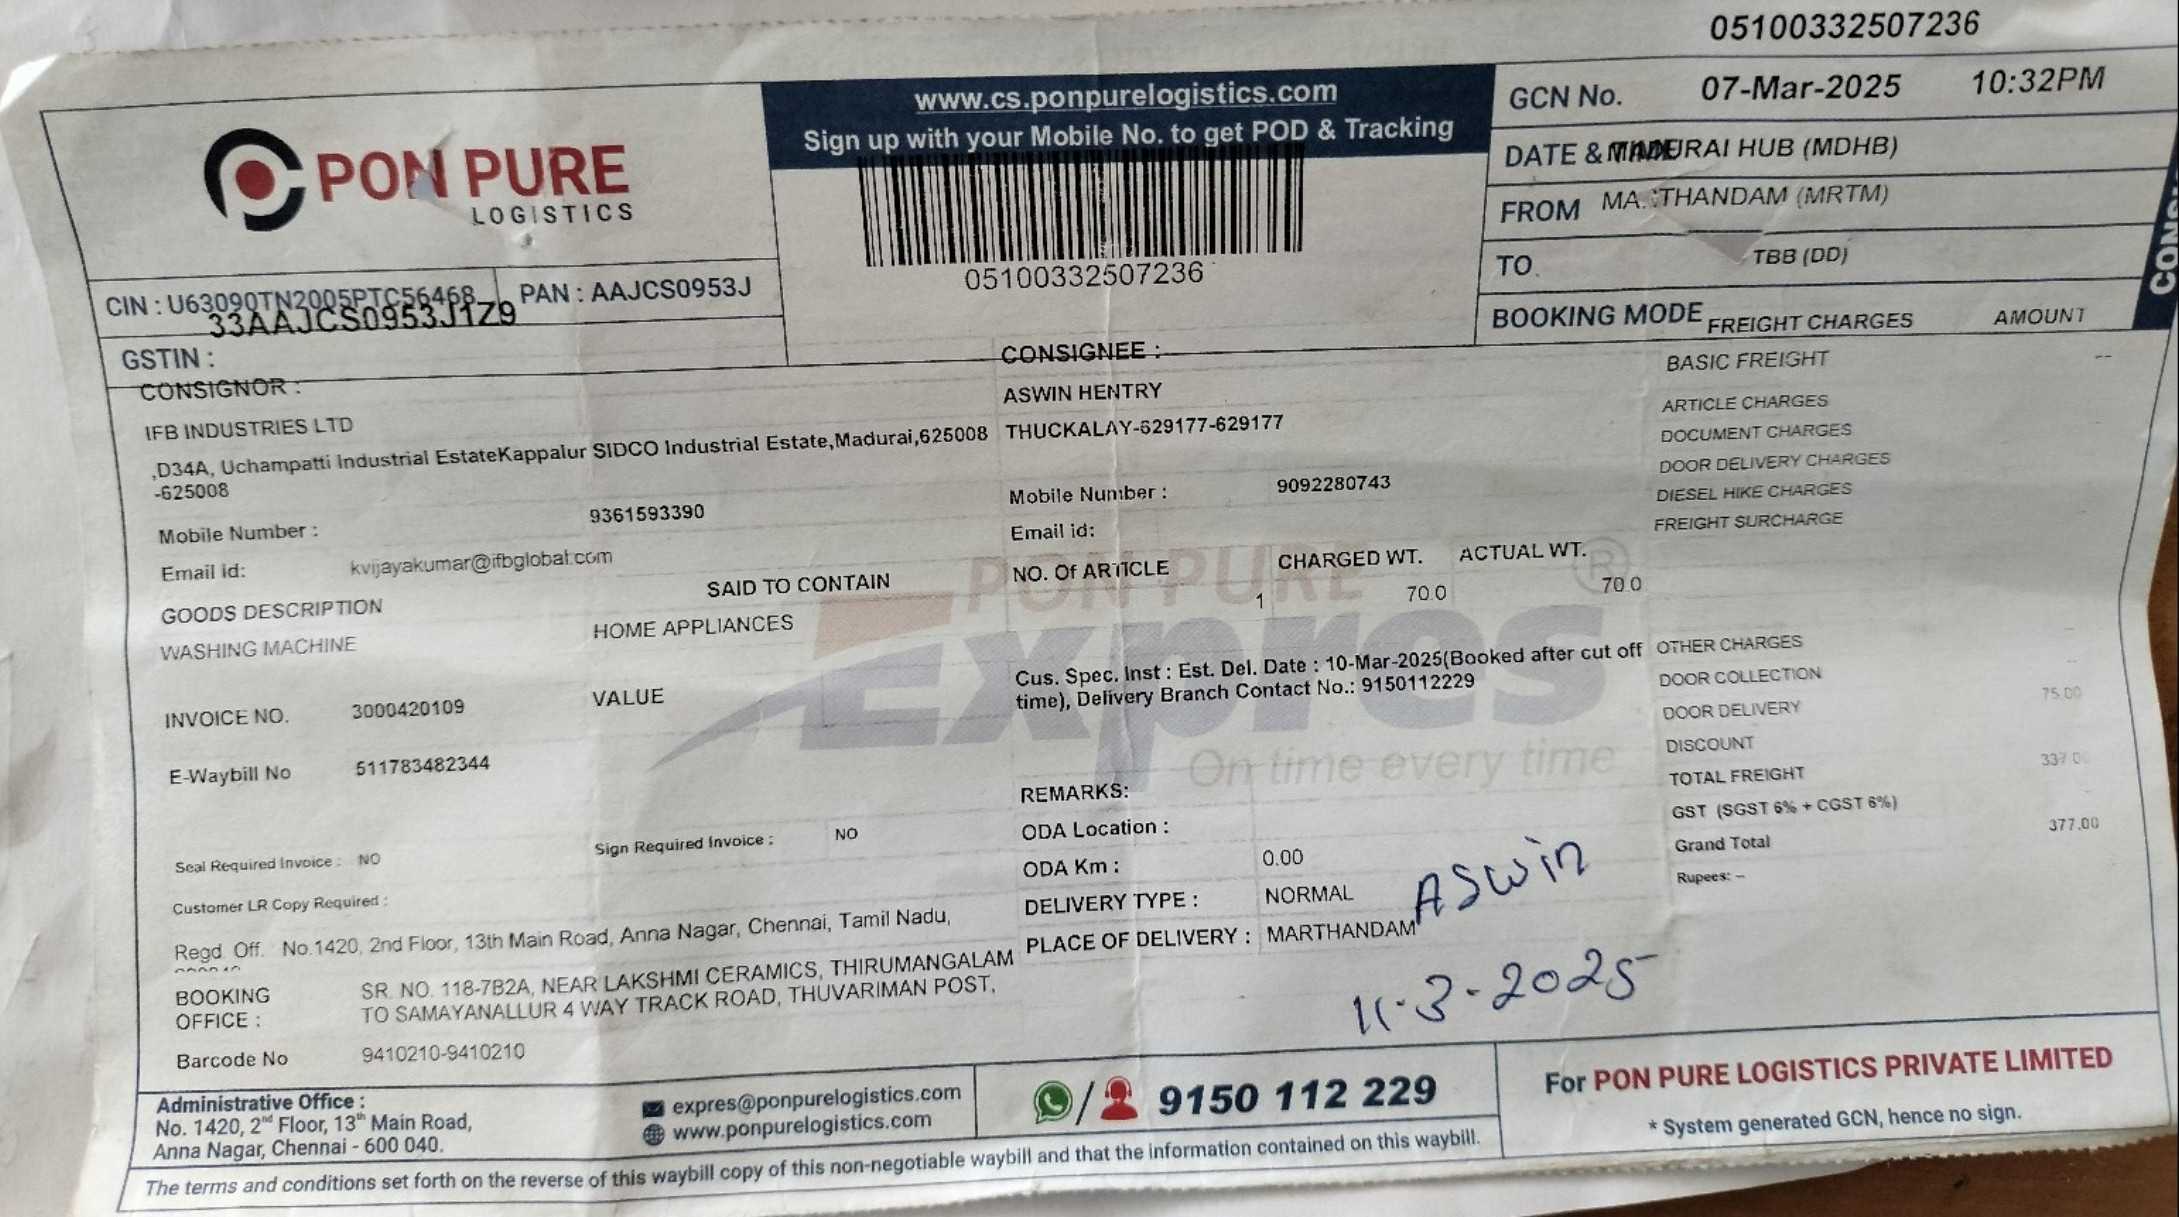 05100332507236
PON PURE
LOGISTICS
www.cs.ponpurelogistics.com
Sign up with your Mobile No. to get POD & Tracking
05100332507236
GCN No. 07-Mar-2025 10:32PM
DATE & TIME MADURAI HUB (MDHB)
FROM MARTHANDAM (MRTM)
TO TBB (DD)
BOOKING MODE FREIGHT CHARGES AMOUNT
CIN : U63090TN2005PTC56468 PAN : AAJCS0953J
33AAJCS0953J1Z9
GSTIN :
CONSIGNOR :
IFB INDUSTRIES LTD
,D34A, Uchampatti Industrial EstateKappalur SIDCO Industrial Estate,Madurai,625008
-625008
Mobile Number : 9361593390
Email Id: kvijayakumar@ifbglobal.com
CONSIGNEE :
ASWIN HENTRY
THUCKALAY-629177-629177
Mobile Number : 9092280743
Email id:
BASIC FREIGHT --
ARTICLE CHARGES
DOCUMENT CHARGES
DOOR DELIVERY CHARGES
DIESEL HIKE CHARGES
FREIGHT SURCHARGE
GOODS DESCRIPTION SAID TO CONTAIN NO. Of ARTICLE CHARGED WT. ACTUAL WT.
WASHING MACHINE HOME APPLIANCES 1 70.0 70.0
PON PURE
Expres ®
On time every time
INVOICE NO. 3000420109 VALUE
E-Waybill No 511783482344
Cus. Spec. Inst : Est. Del. Date : 10-Mar-2025(Booked after cut off
time), Delivery Branch Contact No.: 9150112229
OTHER CHARGES
DOOR COLLECTION
DOOR DELIVERY 75.00
DISCOUNT
TOTAL FREIGHT 337.00
GST (SGST 6% + CGST 6%)
Grand Total 377.00
Rupees: --
Seal Required Invoice : NO Sign Required Invoice : NO
Customer LR Copy Required :
REMARKS:
ODA Location :
ODA Km : 0.00
DELIVERY TYPE : NORMAL
PLACE OF DELIVERY : MARTHANDAM
ASwin
11-3-2025
Regd. Off. No.1420, 2nd Floor, 13th Main Road, Anna Nagar, Chennai, Tamil Nadu,
BOOKING OFFICE : SR. NO. 118-7B2A, NEAR LAKSHMI CERAMICS, THIRUMANGALAM
TO SAMAYANALLUR 4 WAY TRACK ROAD, THUVARIMAN POST,
Barcode No 9410210-9410210
Administrative Office :
No. 1420, 2nd Floor, 13th Main Road,
Anna Nagar, Chennai - 600 040.
expres@ponpurelogistics.com
www.ponpurelogistics.com
9150 112 229
For PON PURE LOGISTICS PRIVATE LIMITED
* System generated GCN, hence no sign.
The terms and conditions set forth on the reverse of this waybill copy of this non-negotiable waybill and that the information contained on this waybill.